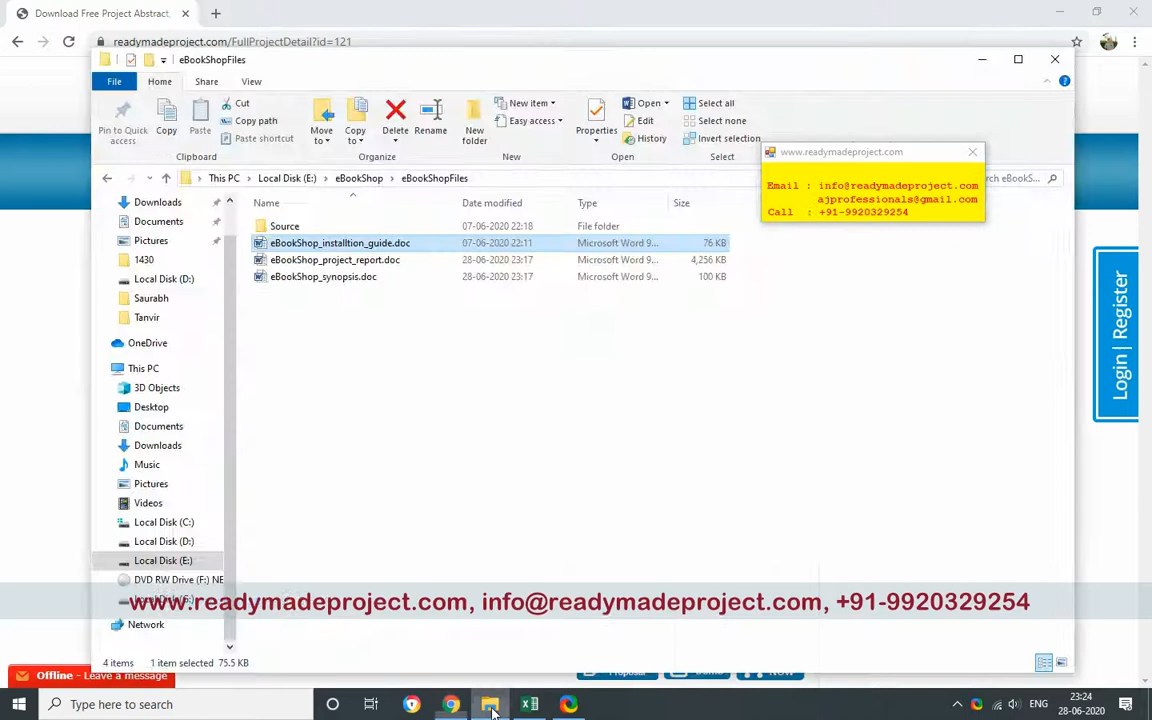 Download Free Project Abstract,
readymadeproject.com/FullProjectDetail?id=121
eBookShopFiles
File Home Share View
Pin to Quick access
Copy
Paste
Cut
Copy path
Paste shortcut
Move to
Copy to
Delete
Rename
New folder
New item
Easy access
Properties
Open
Edit
History
Select all
Select none
Invert selection
Clipboard Organize New Open Select
www.readymadeproject.com
Email : info@readymadeproject.com
ajprofessionals@gmail.com
Call : +91-9920329254
This PC > Local Disk (E:) > eBookShop > eBookShopFiles
rch eBookS...
Name Date modified Type Size
Source 07-06-2020 22:18 File folder
eBookShop_installtion_guide.doc 07-06-2020 22:11 Microsoft Word 9... 76 KB
eBookShop_project_report.doc 28-06-2020 23:17 Microsoft Word 9... 4,256 KB
eBookShop_synopsis.doc 28-06-2020 23:17 Microsoft Word 9... 100 KB
Downloads
Documents
Pictures
1430
Local Disk (D:)
Saurabh
Tanvir
OneDrive
This PC
3D Objects
Desktop
Documents
Downloads
Music
Pictures
Videos
Local Disk (C:)
Local Disk (D:)
Local Disk (E:)
DVD RW Drive (F:) NE
www.readymadeproject.com, info@readymadeproject.com, +91-9920329254
Network
4 items 1 item selected 75.5 KB
Login | Register
Offline - Leave a message
Type here to search
ENG
23:24
28-06-2020